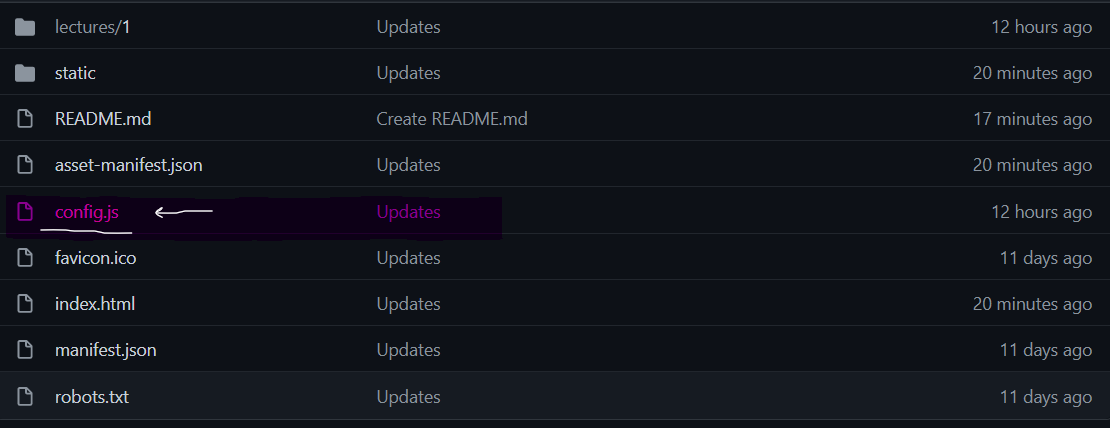 lectures/1 Updates 12 hours ago
static Updates 20 minutes ago
README.md Create README.md 17 minutes ago
asset-manifest.json Updates 20 minutes ago
config.js Updates 12 hours ago
favicon.ico Updates 11 days ago
index.html Updates 20 minutes ago
manifest.json Updates 11 days ago
robots.txt Updates 11 days ago